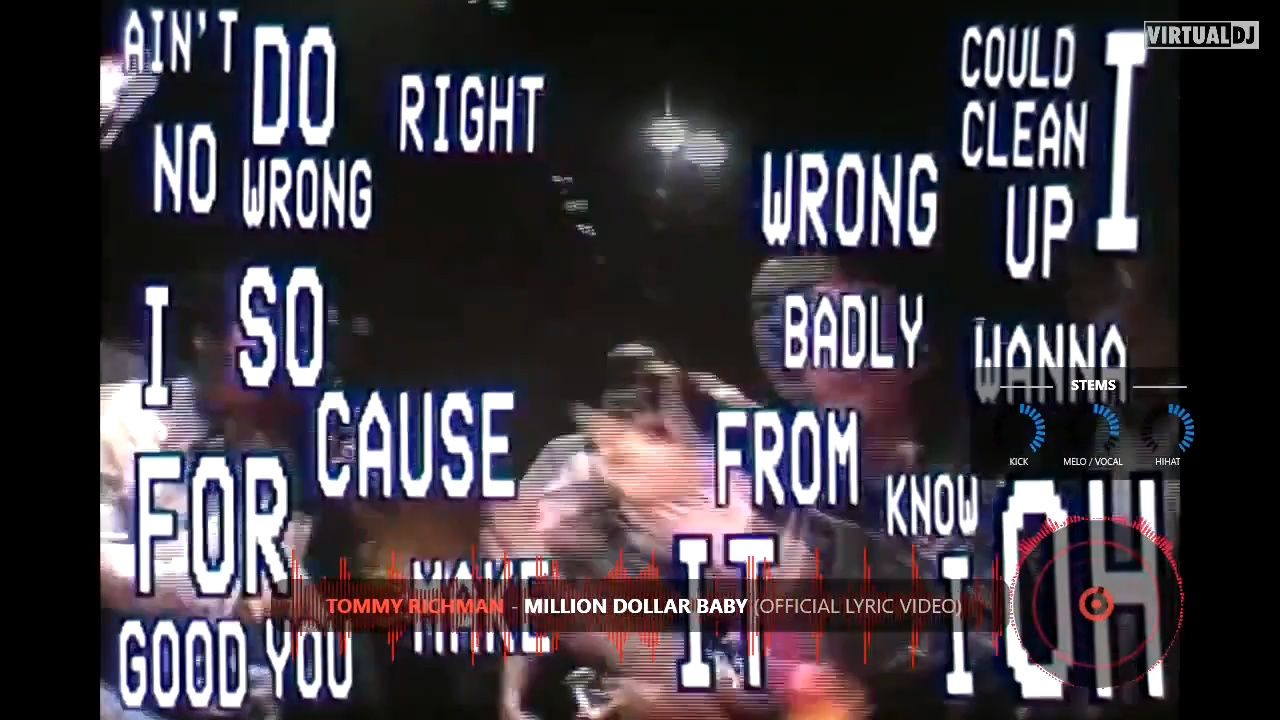 AIN'T
DO
NO
WRONG
RIGHT
I
SO
CAUSE
FOR
MAKE
GOOD YOU
COULD
CLEAN
UP
I
WRONG
BADLY
WANNA
FROM
KNOW
IT
I
OH
VIRTUALDJ
STEMS
KICK
MELO / VOCAL
HIHAT
TOMMY RICHMAN - MILLION DOLLAR BABY (OFFICIAL LYRIC VIDEO)